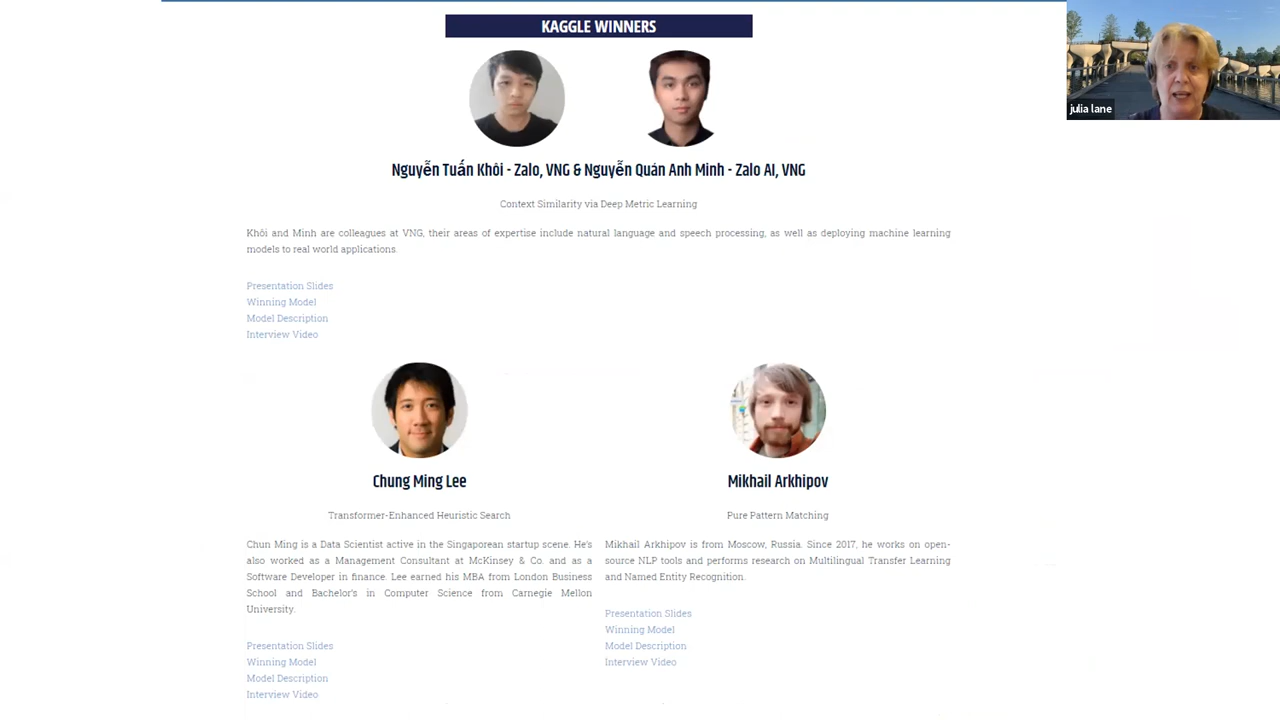 KAGGLE WINNERS
julia lane
Nguyễn Tuấn Khôi - Zalo, VNG & Nguyễn Quán Anh Minh - Zalo AI, VNG
Context Similarity via Deep Metric Learning
Khôi and Minh are colleagues at VNG, their areas of expertise include natural language and speech processing, as well as deploying machine learning
models to real world applications.
Presentation Slides
Winning Model
Model Description
Interview Video
Chung Ming Lee
Transformer-Enhanced Heuristic Search
Chun Ming is a Data Scientist active in the Singaporean startup scene. He's
also worked as a Management Consultant at McKinsey & Co. and as a
Software Developer in finance. Lee earned his MBA from London Business
School and Bachelor's in Computer Science from Carnegie Mellon
University.
Presentation Slides
Winning Model
Model Description
Interview Video
Mikhail Arkhipov
Pure Pattern Matching
Mikhail Arkhipov is from Moscow, Russia. Since 2017, he works on open-
source NLP tools and performs research on Multilingual Transfer Learning
and Named Entity Recognition.
Presentation Slides
Winning Model
Model Description
Interview Video